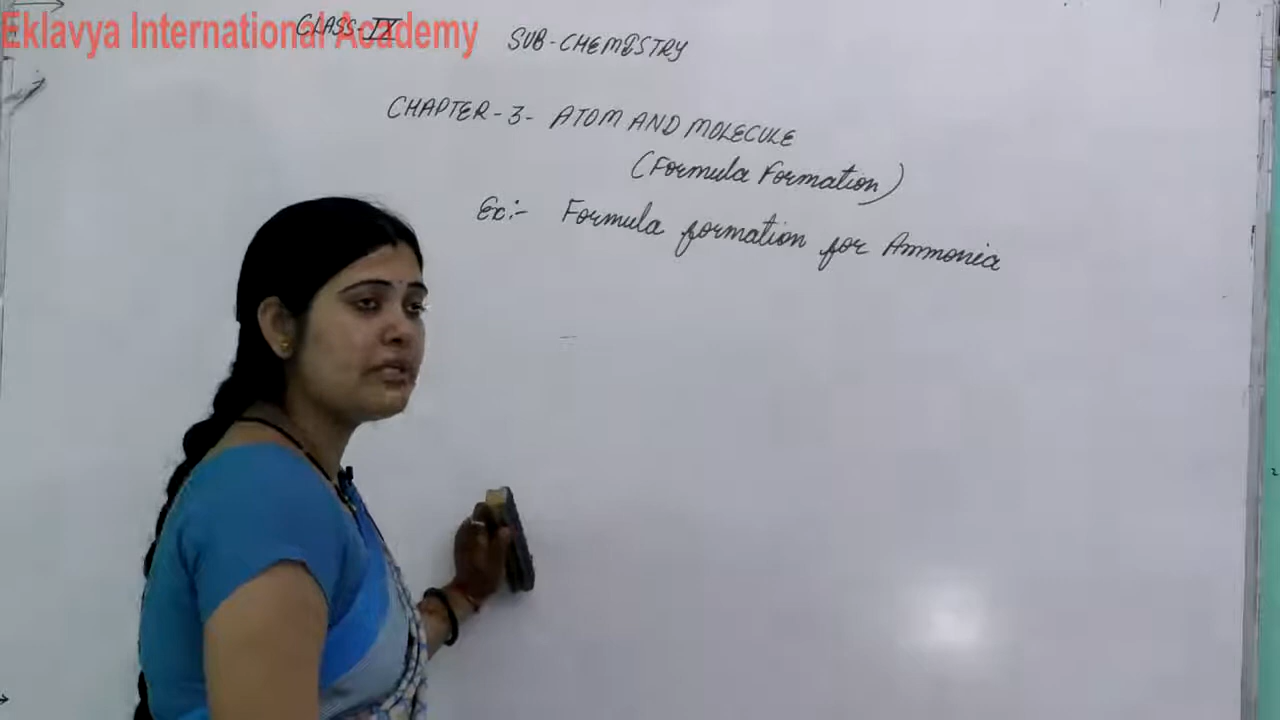 Eklavya International Academy
CLASS-IX
SUB-CHEMISTRY
CHAPTER-3- ATOM AND MOLECULE
(Formula Formation)
Ex:- Formula formation for Ammonia